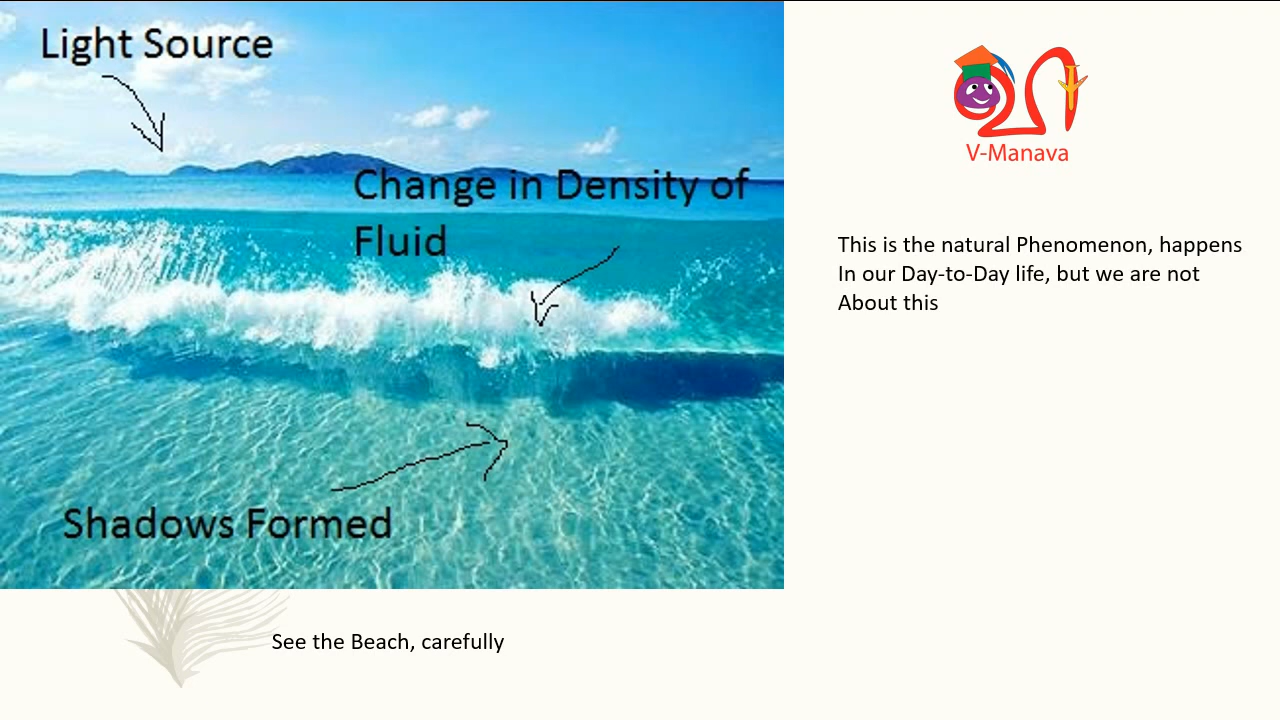 Light Source
Change in Density of
Fluid
Shadows Formed
V-Manava
This is the natural Phenomenon, happens
In our Day-to-Day life, but we are not
About this
See the Beach, carefully